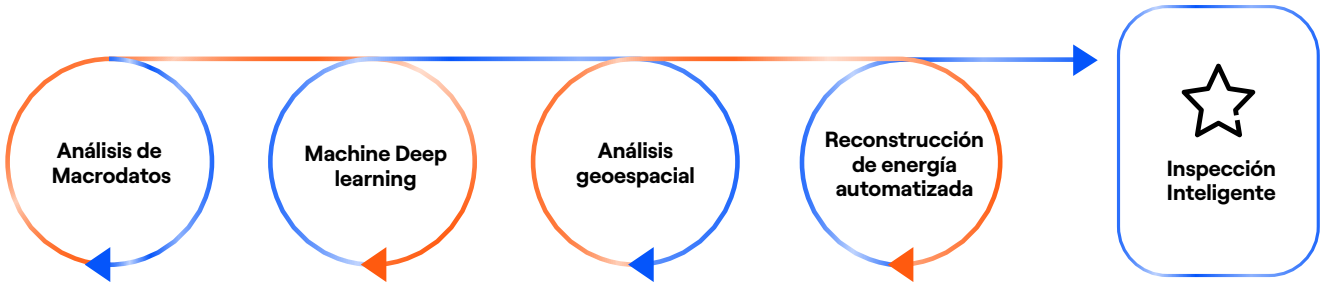 Análisis de
Macrodatos
Machine Deep
learning
Análisis
geoespacial
Reconstrucción
de energía
automatizada
Inspección
Inteligente